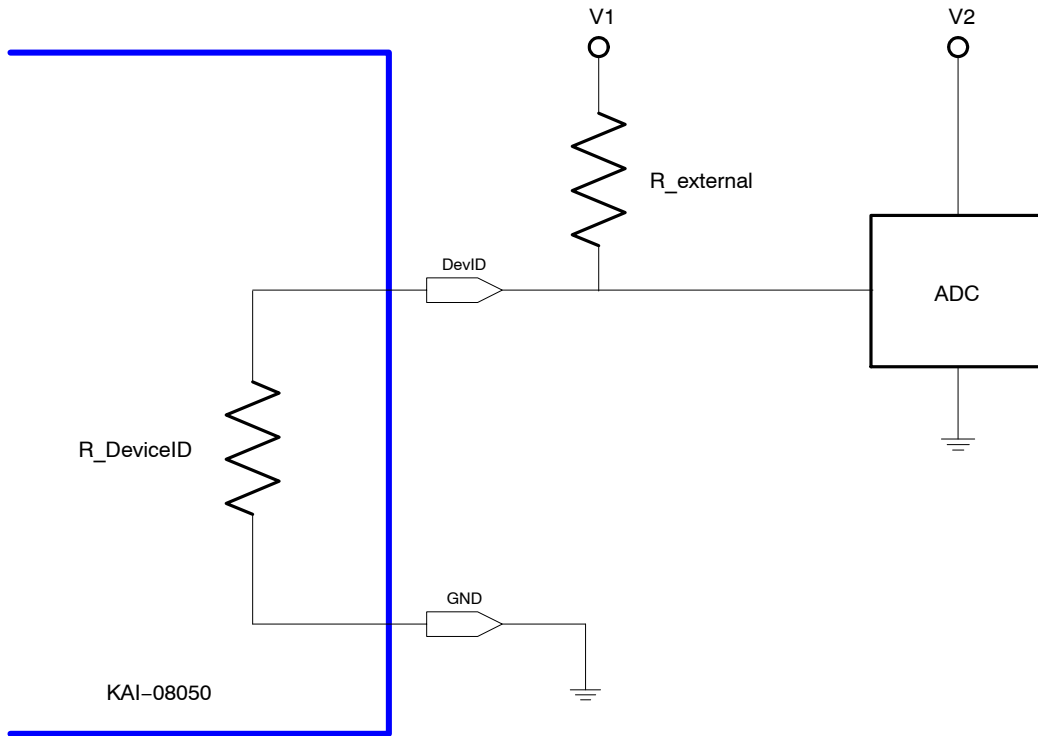 V1
V2
R_external
DevID
ADC
R_DeviceID
GND
KAI−08050